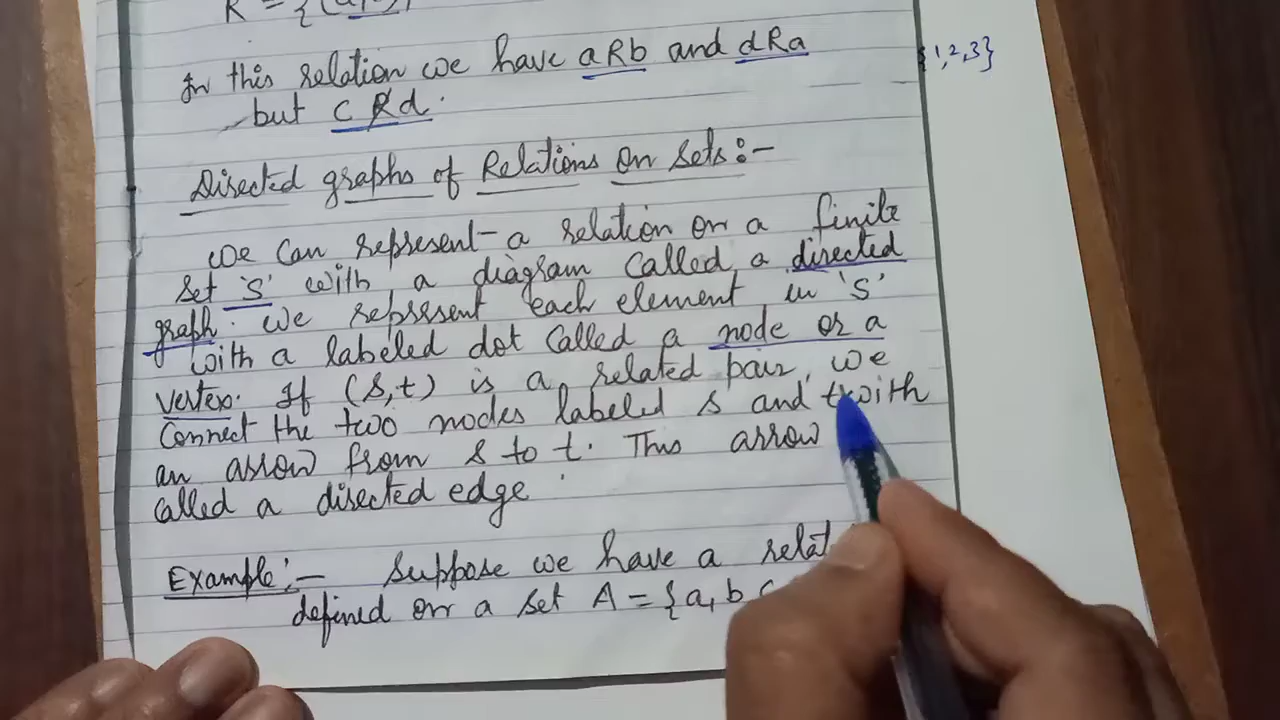 R = {(a,
In this relation we have aRb and dRa
{1,2,3}
but c R̸ d.
Directed graphs of Relations on Sets:-
We can represent a relation on a finite
set 'S' with a diagram called a directed
graph. We represent each element in 'S'
with a labeled dot called a node or a
vertex. If (s,t) is a related pair, we
connect the two nodes labeled s and t with
an arrow from s to t. This arrow
called a directed edge
Example:- Suppose we have a relat
defined on a set A = {a, b, c